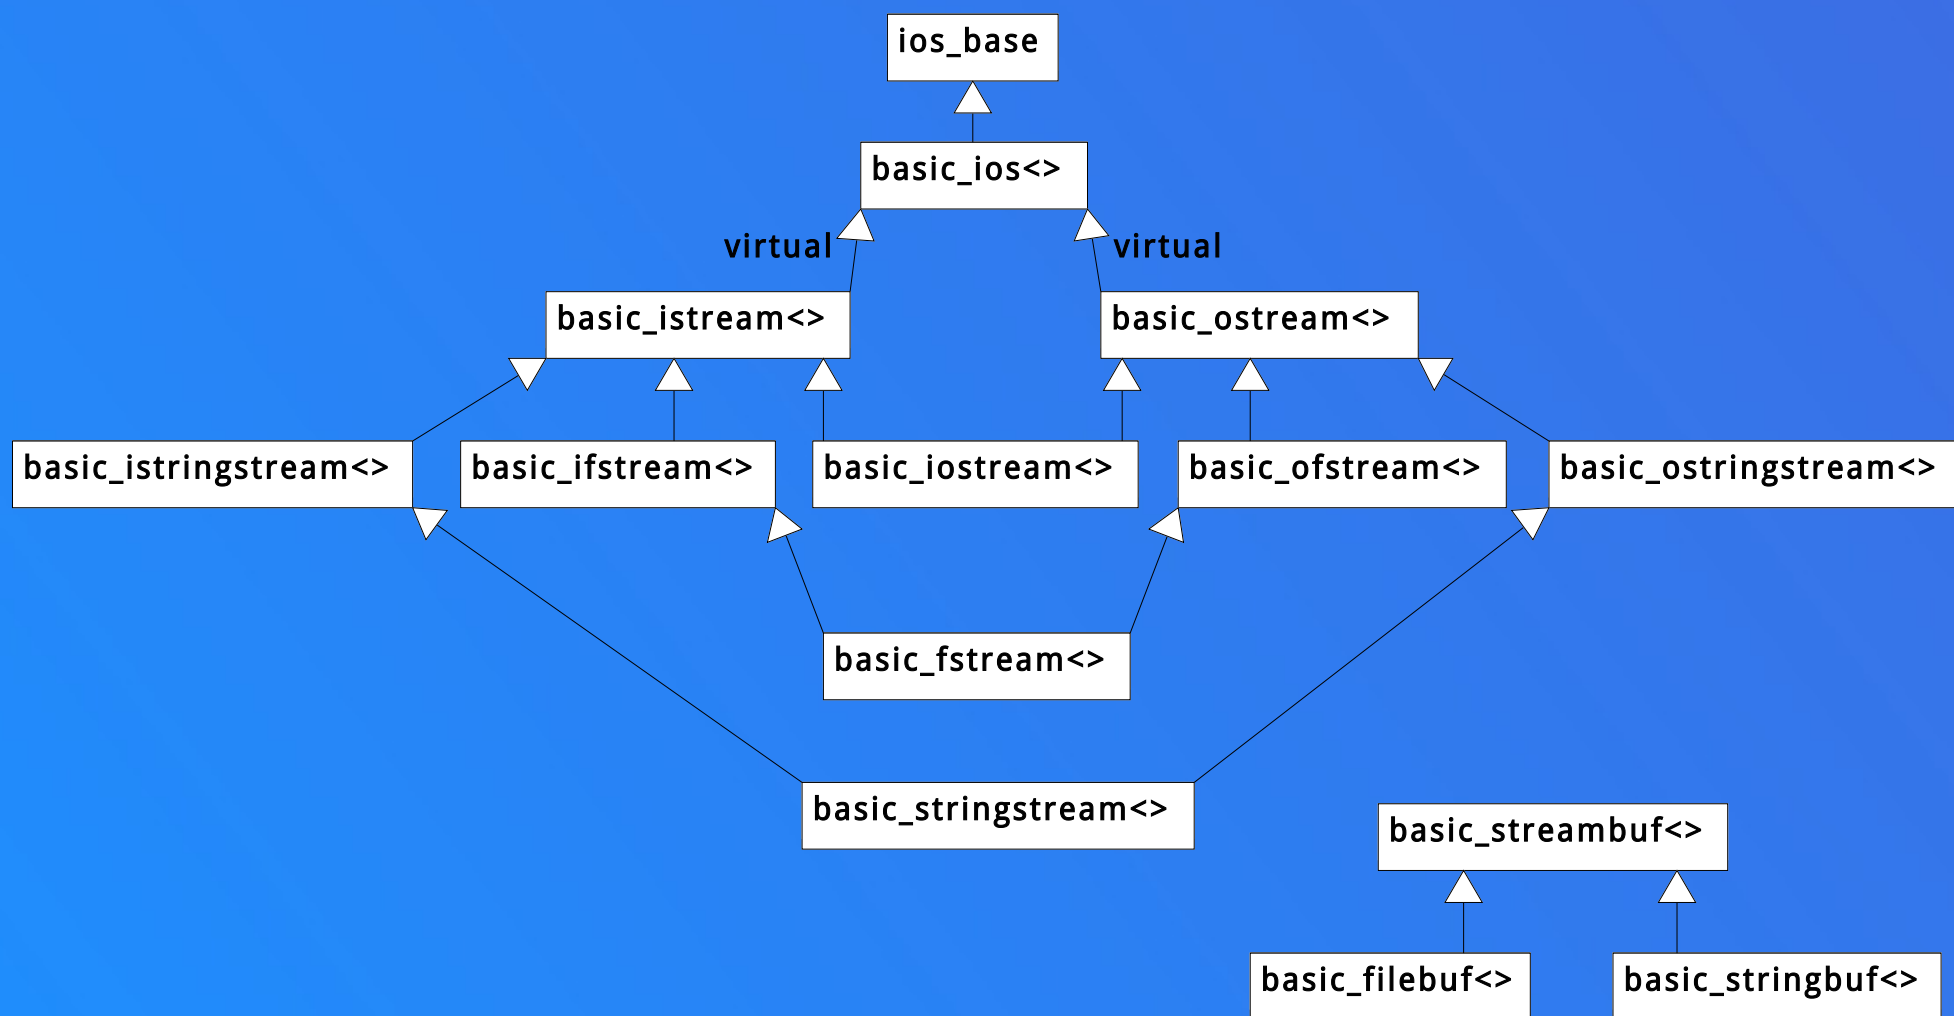 ios_base
basic_ios<>
virtual
virtual
basic_istream<>
basic_ostream<>
basic_istringstream<>
basic_ifstream<>
basic_iostream<>
basic_ofstream<>
basic_ostringstream<>
basic_fstream<>
basic_stringstream<>
basic_streambuf<>
basic_filebuf<>
basic_stringbuf<>